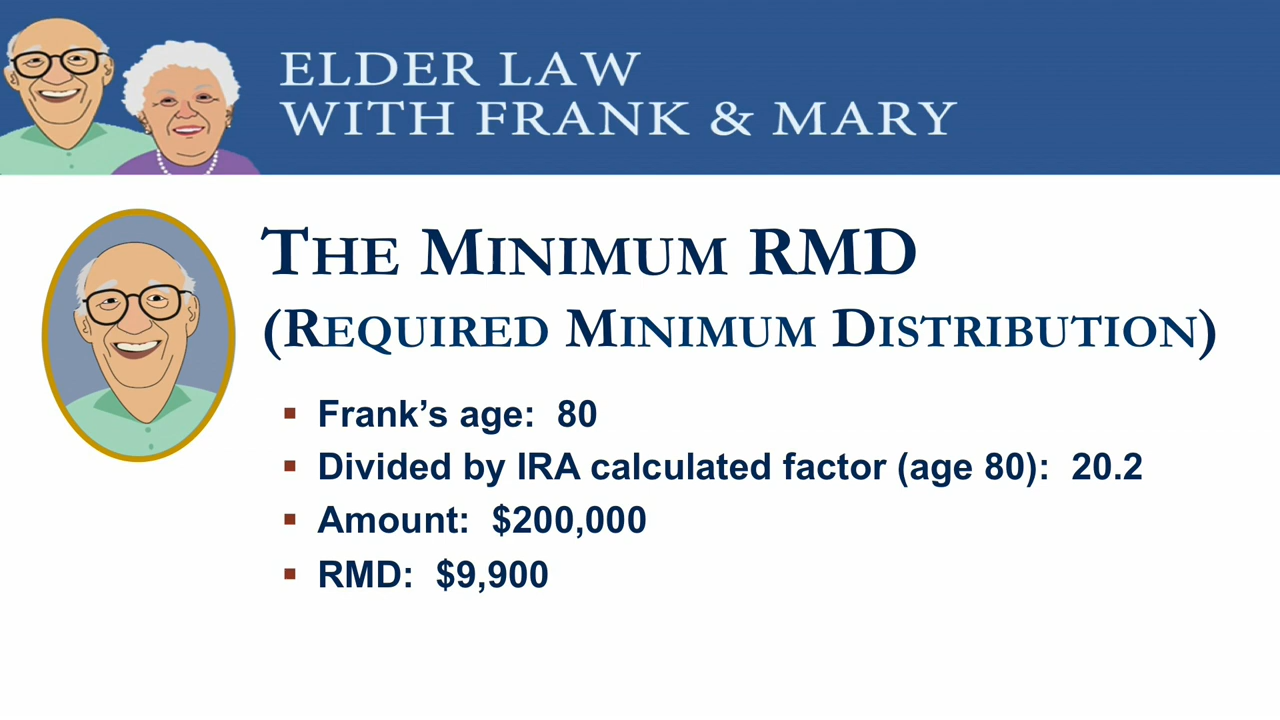 ELDER LAW
WITH FRANK & MARY
THE MINIMUM RMD
(REQUIRED MINIMUM DISTRIBUTION)
▪ Frank’s age: 80
▪ Divided by IRA calculated factor (age 80): 20.2
▪ Amount: $200,000
▪ RMD: $9,900